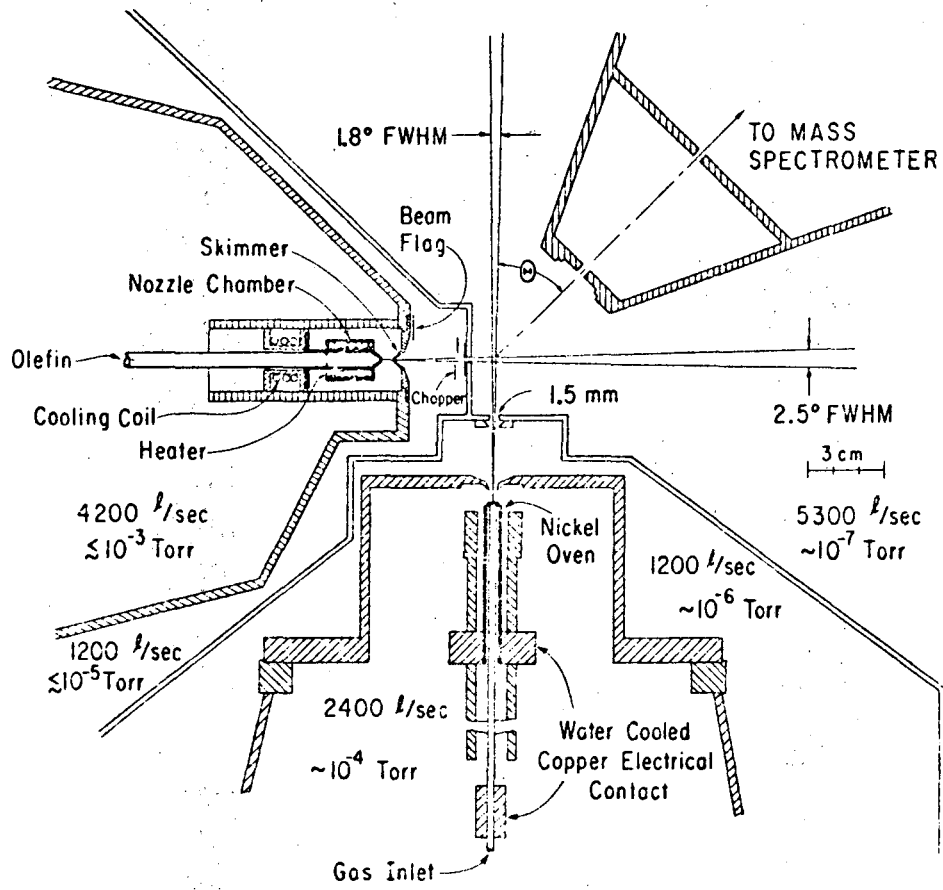 1.8° FWHM
TO MASS
SPECTROMETER
Beam
Flag
Skimmer
Nozzle Chamber
Θ
Olefin
Chopper
1.5 mm
Cooling Coil
2.5° FWHM
Heater
3 cm
4200 ℓ/sec
≲10⁻³ Torr
Nickel
Oven
5300 ℓ/sec
~10⁻⁷ Torr
1200 ℓ/sec
~10⁻⁶ Torr
1200 ℓ/sec
≲10⁻⁵ Torr
2400 ℓ/sec
~10⁻⁴ Torr
Water Cooled
Copper Electrical
Contact
Gas Inlet